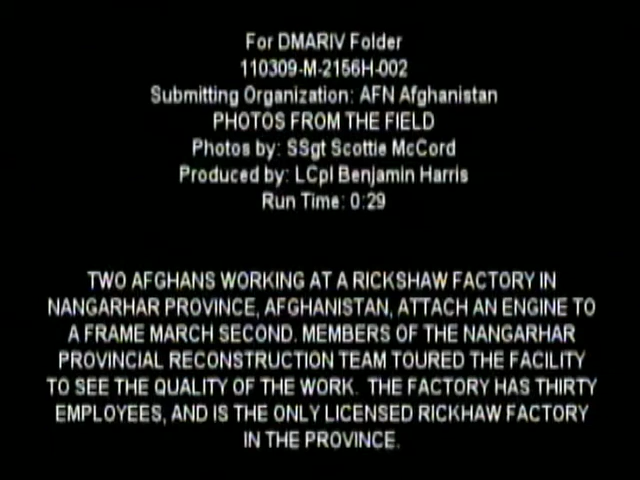 For DMARIV Folder
110309-M-2156H-002
Submitting Organization: AFN Afghanistan
PHOTOS FROM THE FIELD
Photos by: SSgt Scottie McCord
Produced by: LCpl Benjamin Harris
Run Time: 0:29
TWO AFGHANS WORKING AT A RICKSHAW FACTORY IN
NANGARHAR PROVINCE, AFGHANISTAN, ATTACH AN ENGINE TO
A FRAME MARCH SECOND. MEMBERS OF THE NANGARHAR
PROVINCIAL RECONSTRUCTION TEAM TOURED THE FACILITY
TO SEE THE QUALITY OF THE WORK. THE FACTORY HAS THIRTY
EMPLOYEES, AND IS THE ONLY LICENSED RICKHAW FACTORY
IN THE PROVINCE.